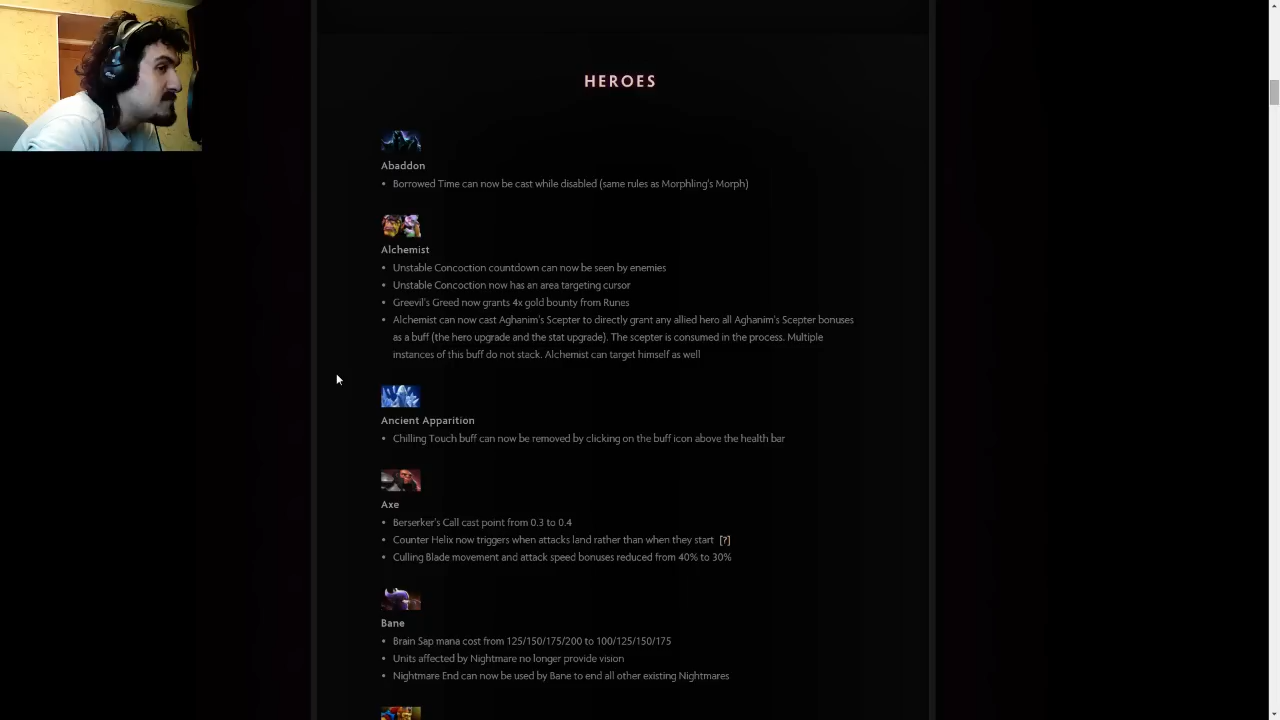 HEROES
Abaddon
• Borrowed Time can now be cast while disabled (same rules as Morphling's Morph)
Alchemist
• Unstable Concoction countdown can now be seen by enemies
• Unstable Concoction now has an area targeting cursor
• Greevil's Greed now grants 4x gold bounty from Runes
• Alchemist can now cast Aghanim's Scepter to directly grant any allied hero all Aghanim's Scepter bonuses
as a buff (the hero upgrade and the stat upgrade). The scepter is consumed in the process. Multiple
instances of this buff do not stack. Alchemist can target himself as well
Ancient Apparition
• Chilling Touch buff can now be removed by clicking on the buff icon above the health bar
Axe
• Berserker's Call cast point from 0.3 to 0.4
• Counter Helix now triggers when attacks land rather than when they start [?]
• Culling Blade movement and attack speed bonuses reduced from 40% to 30%
Bane
• Brain Sap mana cost from 125/150/175/200 to 100/125/150/175
• Units affected by Nightmare no longer provide vision
• Nightmare End can now be used by Bane to end all other existing Nightmares